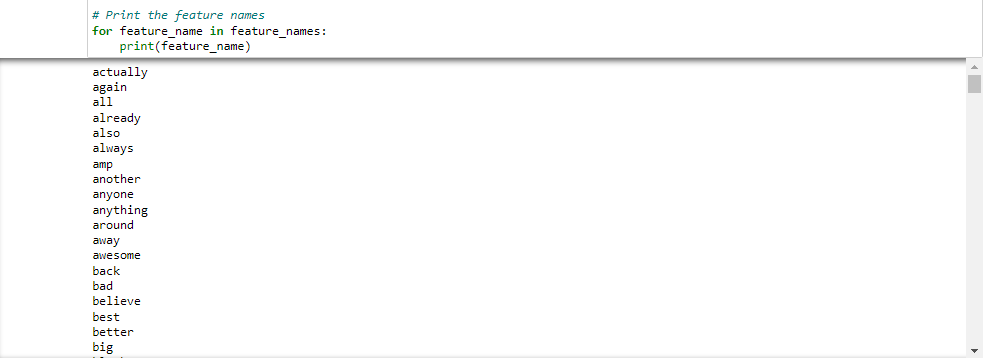 # Print the feature names
for feature_name in feature_names:
    print(feature_name)
actually
again
all
already
also
always
amp
another
anyone
anything
around
away
awesome
back
bad
believe
best
better
big